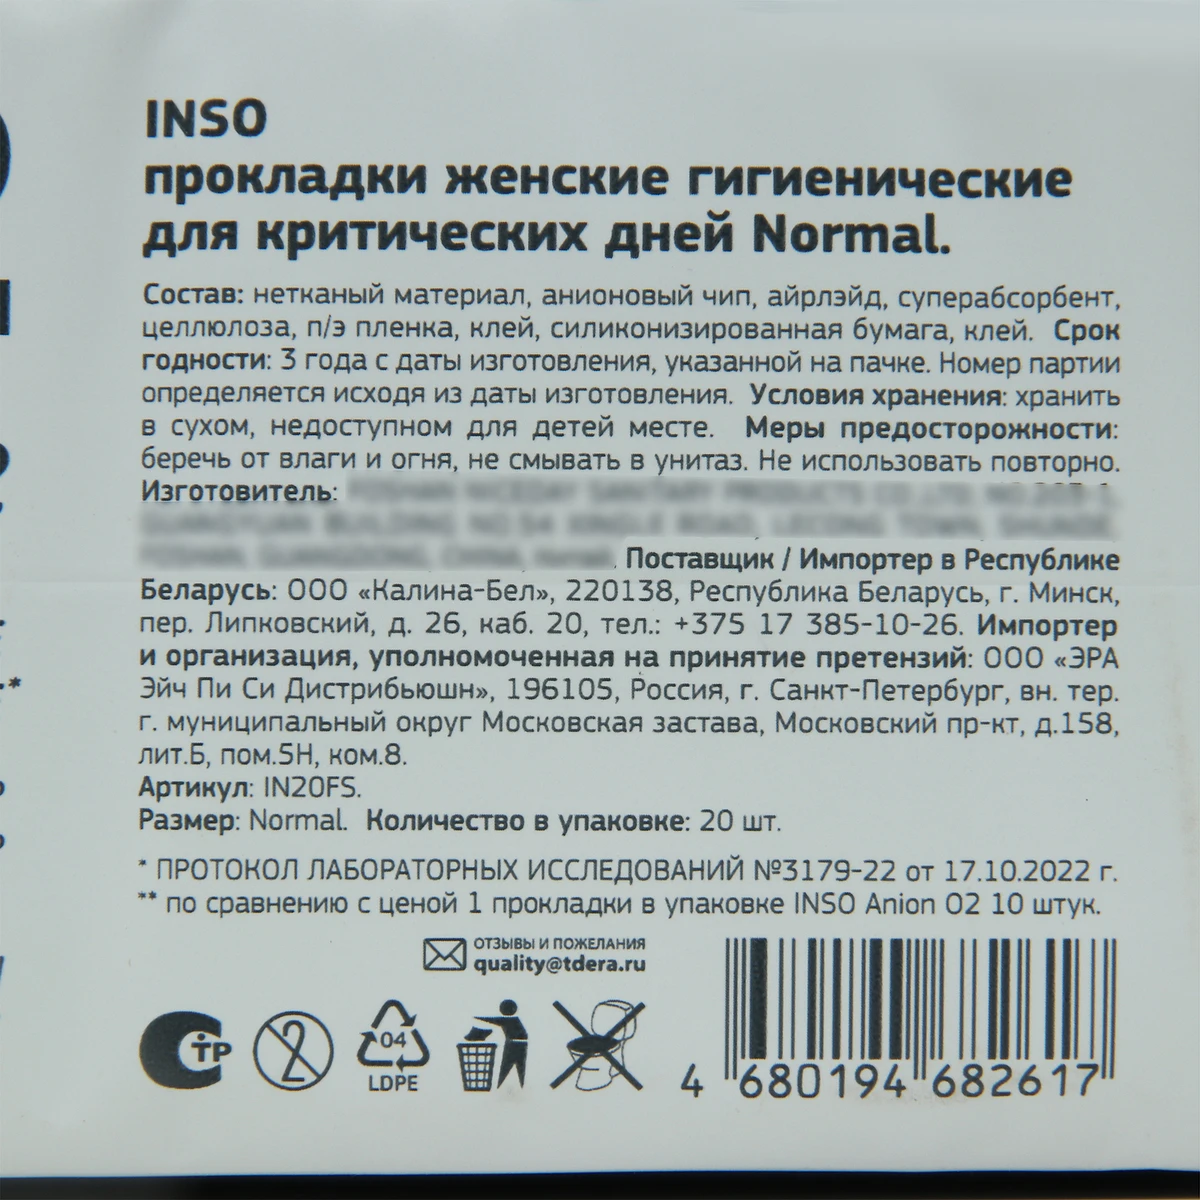 INSO
прокладки женские гигиенические
для критических дней Normal.
Состав: нетканый материал, анионовый чип, айрлэйд, суперабсорбент,
целлюлоза, п/э пленка, клей, силиконизированная бумага, клей. Срок
годности: 3 года с даты изготовления, указанной на пачке. Номер партии
определяется исходя из даты изготовления. Условия хранения: хранить
в сухом, недоступном для детей месте. Меры предосторожности:
беречь от влаги и огня, не смывать в унитаз. Не использовать повторно.
Изготовитель:
Поставщик / Импортер в Республике
Беларусь: ООО «Калина-Бел», 220138, Республика Беларусь, г. Минск,
пер. Липковский, д. 26, каб. 20, тел.: +375 17 385-10-26. Импортер
и организация, уполномоченная на принятие претензий: ООО «ЭРА
Эйч Пи Си Дистрибьюшн», 196105, Россия, г. Санкт-Петербург, вн. тер.
г. муниципальный округ Московская застава, Московский пр-кт, д.158,
лит.Б, пом.5Н, ком.8.
Артикул: IN20FS.
Размер: Normal. Количество в упаковке: 20 шт.
* ПРОТОКОЛ ЛАБОРАТОРНЫХ ИССЛЕДОВАНИЙ №3179-22 от 17.10.2022 г.
** по сравнению с ценой 1 прокладки в упаковке INSO Anion O2 10 штук.
ОТЗЫВЫ И ПОЖЕЛАНИЯ
quality@tdera.ru
ТР
2
04
LDPE
4 680194 682617